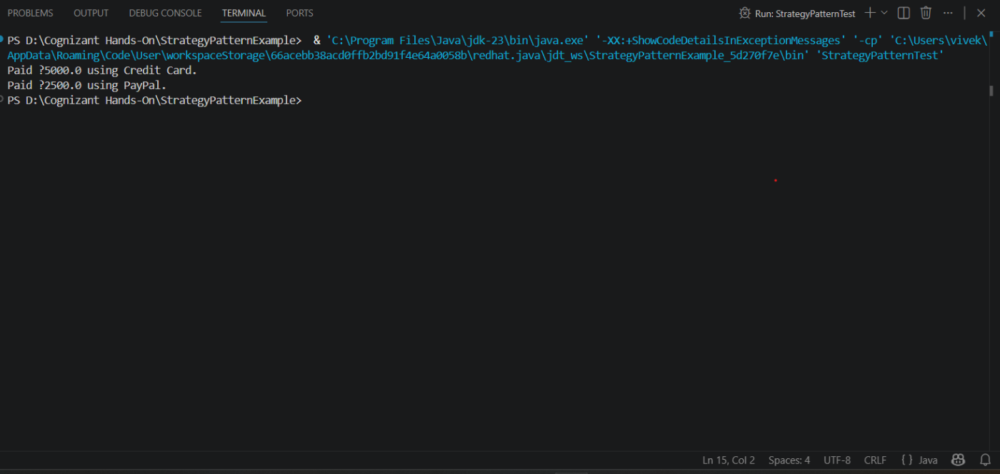 PROBLEMS OUTPUT DEBUG CONSOLE TERMINAL PORTS Run: StrategyPatternTest
PS D:\Cognizant Hands-On\StrategyPatternExample>  & 'C:\Program Files\Java\jdk-23\bin\java.exe' '-XX:+ShowCodeDetailsInExceptionMessages' '-cp' 'C:\Users\vivek\
AppData\Roaming\Code\User\workspaceStorage\66acebb38acd0ffb2bd91f4e64a0058b\redhat.java\jdt_ws\StrategyPatternExample_5d270f7e\bin' 'StrategyPatternTest'
Paid ?5000.0 using Credit Card.
Paid ?2500.0 using PayPal.
PS D:\Cognizant Hands-On\StrategyPatternExample>
Ln 15, Col 2 Spaces: 4 UTF-8 CRLF {} Java